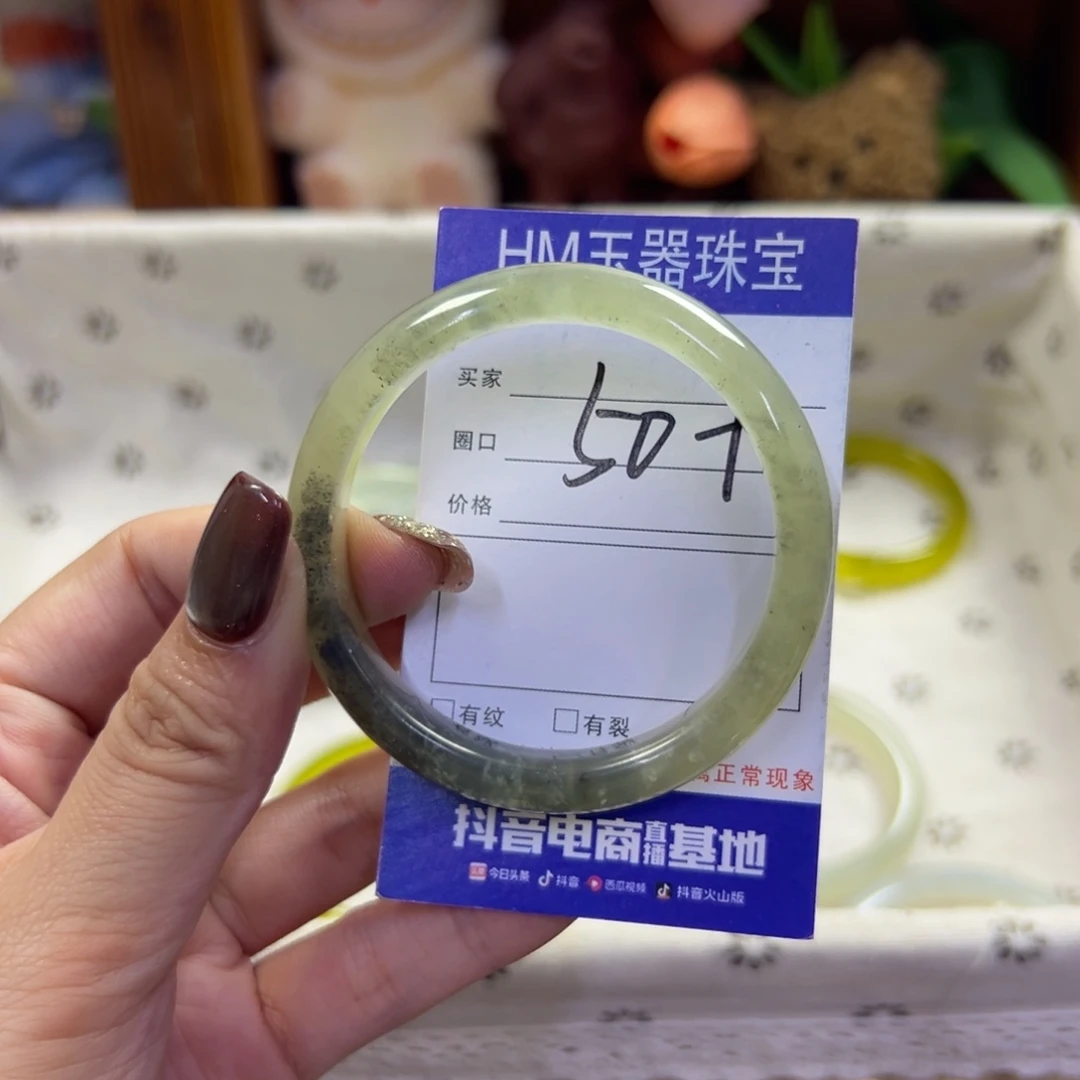 HM玉器珠宝
买家
圈口 50
价格
有纹 有裂
正常现象
抖音电商直播基地
今日头条 抖音 西瓜视频 抖音火山版